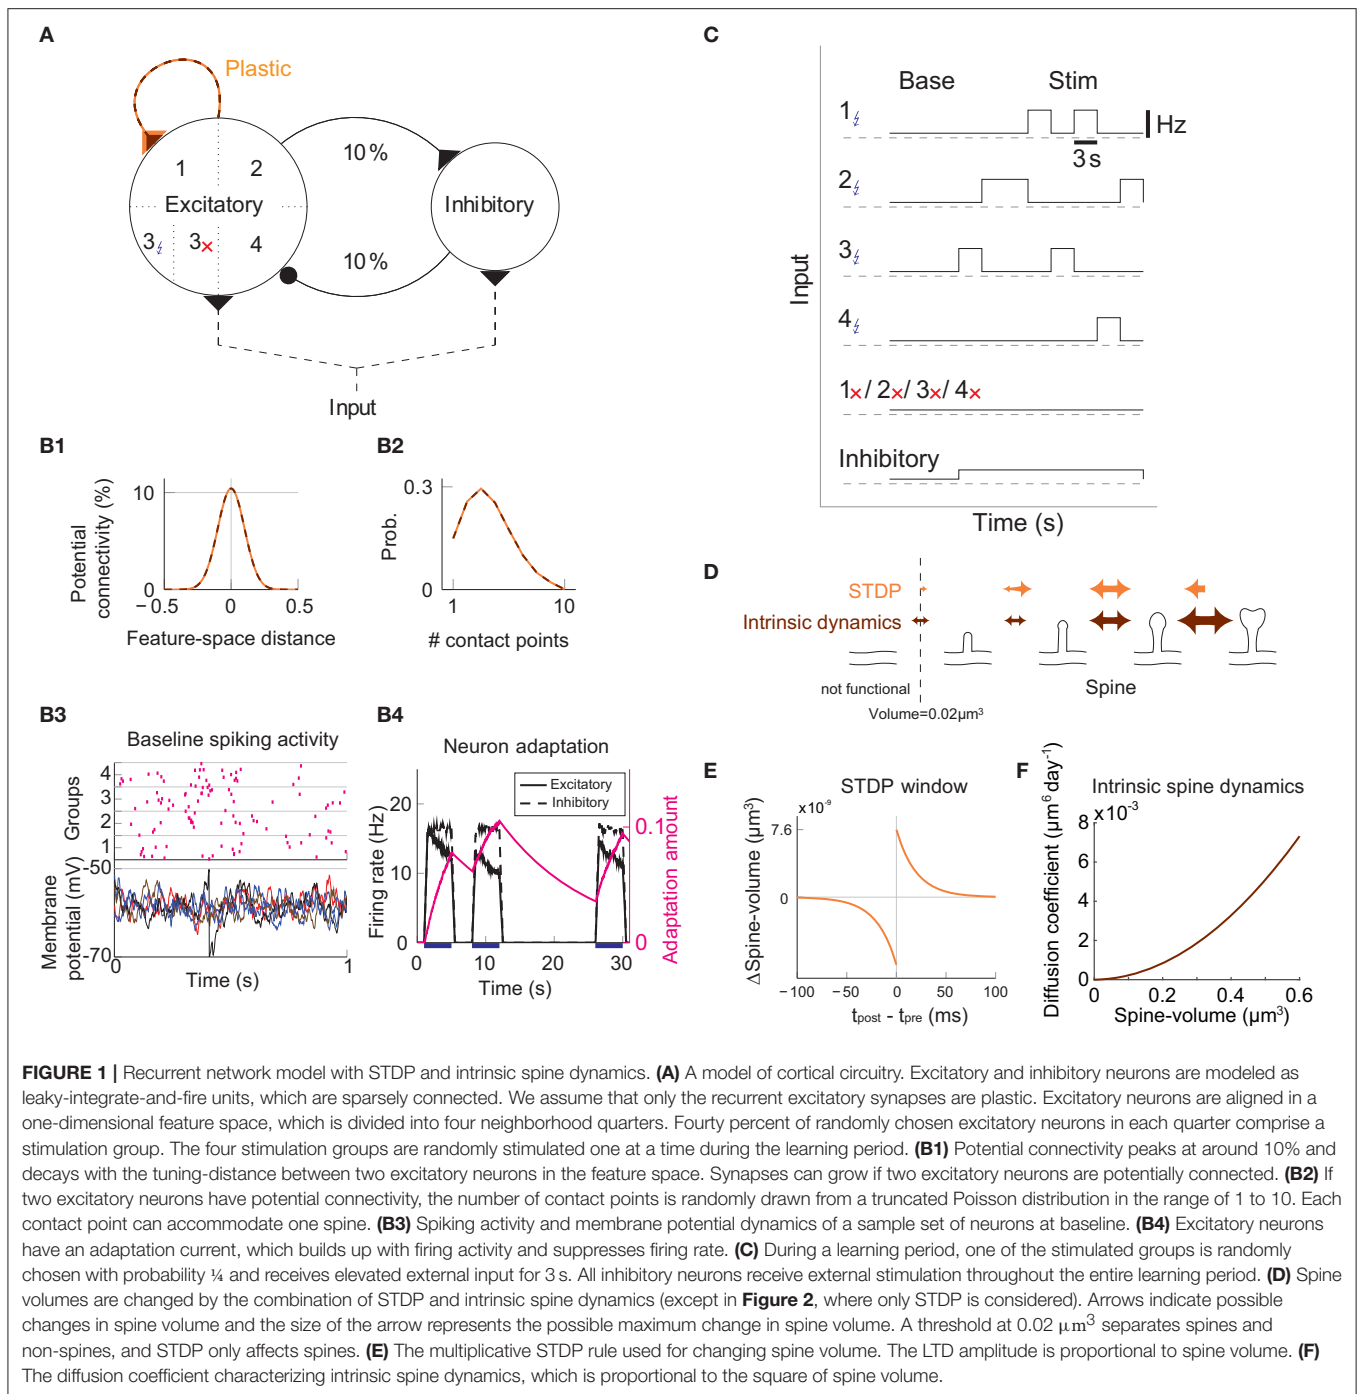 A
Plastic
1
2
Excitatory
3
3×
4
10%
10%
Inhibitory
Input
C
Base
Stim
1
Hz
3 s
2
3
4
1×/ 2×/ 3×/ 4×
Inhibitory
Input
Time (s)
B1
Potential
connectivity (%)
10
0
−0.5
0
0.5
Feature-space distance
B2
Prob.
0.3
0
1
10
# contact points
D
STDP
Intrinsic dynamics
not functional
Spine
Volume=0.02µm³
B3
Baseline spiking activity
Groups
4
3
2
1
Membrane
potential (mV)
-50
-70
0
1
Time (s)
B4
Neuron adaptation
Excitatory
Inhibitory
Firing rate (Hz)
20
10
0
0.1
0
Adaptation amount
0
10
20
30
Time (s)
E
STDP window
x10⁻⁹
7.6
0
ΔSpine-volume (µm³)
−100
−50
0
50
100
tpost - tpre (ms)
F
Intrinsic spine dynamics
x10⁻³
8
6
4
2
0
Diffusion coefficient (µm⁶ day⁻¹)
0
0.2
0.4
0.6
Spine-volume (µm³)
FIGURE 1 | Recurrent network model with STDP and intrinsic spine dynamics. (A) A model of cortical circuitry. Excitatory and inhibitory neurons are modeled as
leaky-integrate-and-fire units, which are sparsely connected. We assume that only the recurrent excitatory synapses are plastic. Excitatory neurons are aligned in a
one-dimensional feature space, which is divided into four neighborhood quarters. Fourty percent of randomly chosen excitatory neurons in each quarter comprise a
stimulation group. The four stimulation groups are randomly stimulated one at a time during the learning period. (B1) Potential connectivity peaks at around 10% and
decays with the tuning-distance between two excitatory neurons in the feature space. Synapses can grow if two excitatory neurons are potentially connected. (B2) If
two excitatory neurons have potential connectivity, the number of contact points is randomly drawn from a truncated Poisson distribution in the range of 1 to 10. Each
contact point can accommodate one spine. (B3) Spiking activity and membrane potential dynamics of a sample set of neurons at baseline. (B4) Excitatory neurons
have an adaptation current, which builds up with firing activity and suppresses firing rate. (C) During a learning period, one of the stimulated groups is randomly
chosen with probability ¼ and receives elevated external input for 3 s. All inhibitory neurons receive external stimulation throughout the entire learning period. (D) Spine
volumes are changed by the combination of STDP and intrinsic spine dynamics (except in Figure 2, where only STDP is considered). Arrows indicate possible
changes in spine volume and the size of the arrow represents the possible maximum change in spine volume. A threshold at 0.02 µm³ separates spines and
non-spines, and STDP only affects spines. (E) The multiplicative STDP rule used for changing spine volume. The LTD amplitude is proportional to spine volume. (F)
The diffusion coefficient characterizing intrinsic spine dynamics, which is proportional to the square of spine volume.